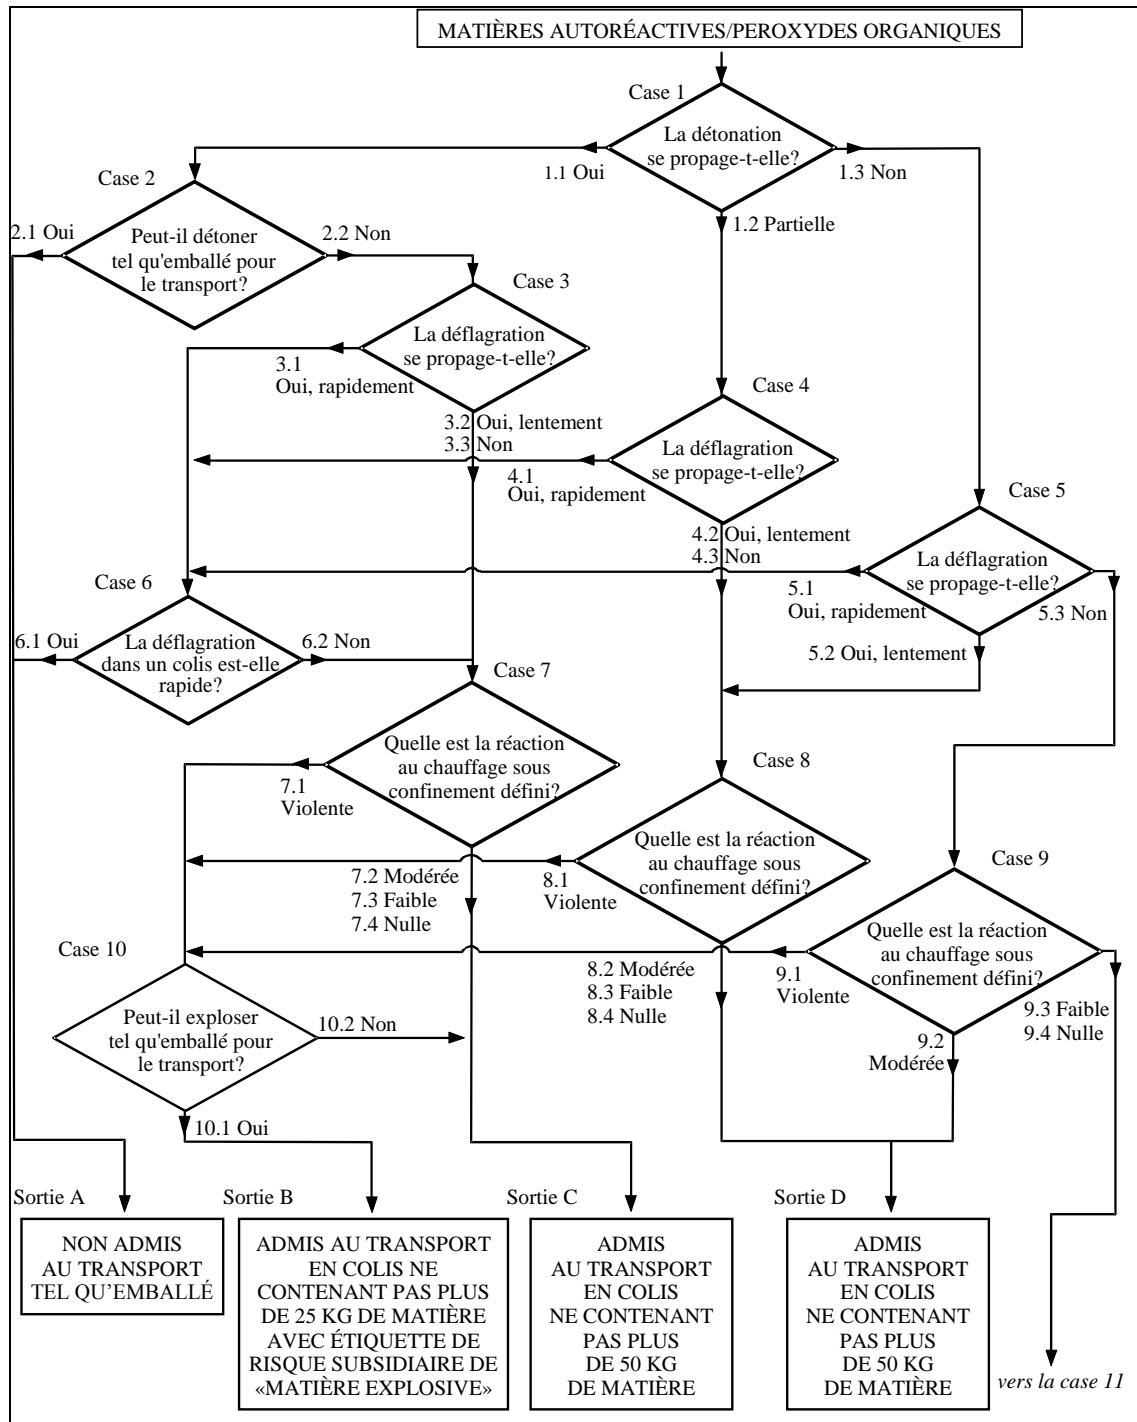 MATIÈRES AUTORÉACTIVES/PEROXYDES ORGANIQUES
Case 1
La détonation
se propage-t-elle?
1.1 Oui
1.3 Non
1.2 Partielle
Case 2
Peut-il détoner
tel qu'emballé pour
le transport?
2.1 Oui
2.2 Non
Case 3
La déflagration
se propage-t-elle?
3.1
Oui, rapidement
3.2 Oui, lentement
3.3 Non
Case 4
La déflagration
se propage-t-elle?
4.1
Oui, rapidement
4.2 Oui, lentement
4.3 Non
Case 5
La déflagration
se propage-t-elle?
5.1
Oui, rapidement
5.3 Non
5.2 Oui, lentement
Case 6
La déflagration
dans un colis est-elle
rapide?
6.1 Oui
6.2 Non
Case 7
Quelle est la réaction
au chauffage sous
confinement défini?
7.1
Violente
7.2 Modérée
7.3 Faible
7.4 Nulle
Case 8
Quelle est la réaction
au chauffage sous
confinement défini?
8.1
Violente
8.2 Modérée
8.3 Faible
8.4 Nulle
Case 9
Quelle est la réaction
au chauffage sous
confinement défini?
9.1
Violente
9.2
Modérée
9.3 Faible
9.4 Nulle
Case 10
Peut-il exploser
tel qu'emballé pour
le transport?
10.2 Non
10.1 Oui
Sortie A
NON ADMIS
AU TRANSPORT
TEL QU’EMBALLÉ
Sortie B
ADMIS AU TRANSPORT
EN COLIS NE
CONTENANT PAS PLUS
DE 25 KG DE MATIÈRE
AVEC ÉTIQUETTE DE
RISQUE SUBSIDIAIRE DE
«MATIÈRE EXPLOSIVE»
Sortie C
ADMIS
AU TRANSPORT
EN COLIS
NE CONTENANT
PAS PLUS
DE 50 KG
DE MATIÈRE
Sortie D
ADMIS
AU TRANSPORT
EN COLIS
NE CONTENANT
PAS PLUS
DE 50 KG
DE MATIÈRE
vers la case 11